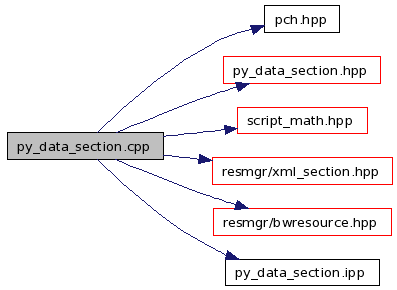 pch.hpp
py_data_section.hpp
script_math.hpp
py_data_section.cpp
resmgr/xml_section.hpp
resmgr/bwresource.hpp
py_data_section.ipp